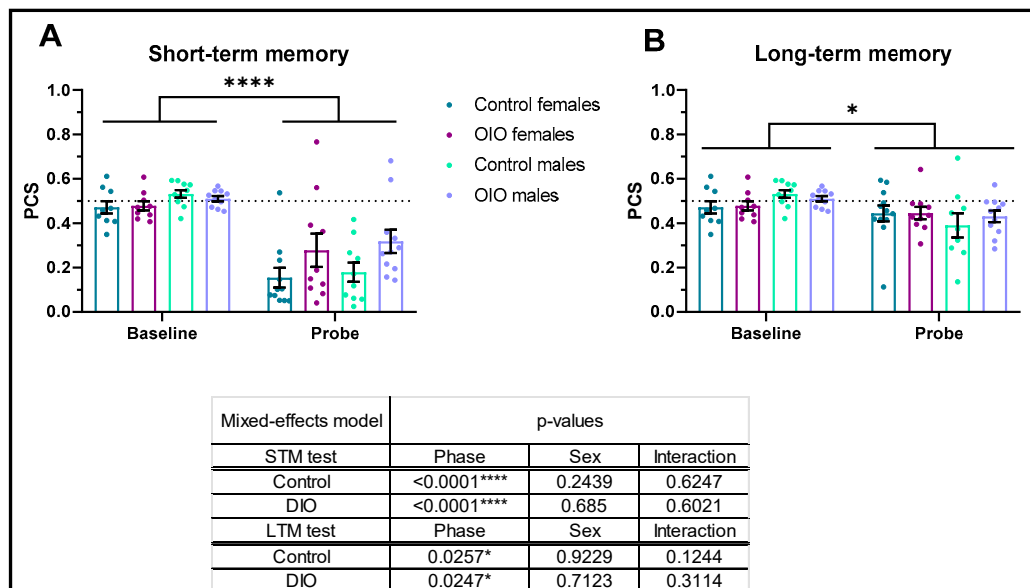 A
Short-term memory
****
1.0
0.8
0.6
0.4
0.2
0.0
PCS
Baseline
Probe
Control females
OIO females
Control males
OIO males
B
Long-term memory
*
1.0
0.8
0.6
0.4
0.2
0.0
PCS
Baseline
Probe
Mixed-effects model p-values
STM test Phase Sex Interaction
Control <0.0001**** 0.2439 0.6247
DIO <0.0001**** 0.685 0.6021
LTM test Phase Sex Interaction
Control 0.0257* 0.9229 0.1244
DIO 0.0247* 0.7123 0.3114